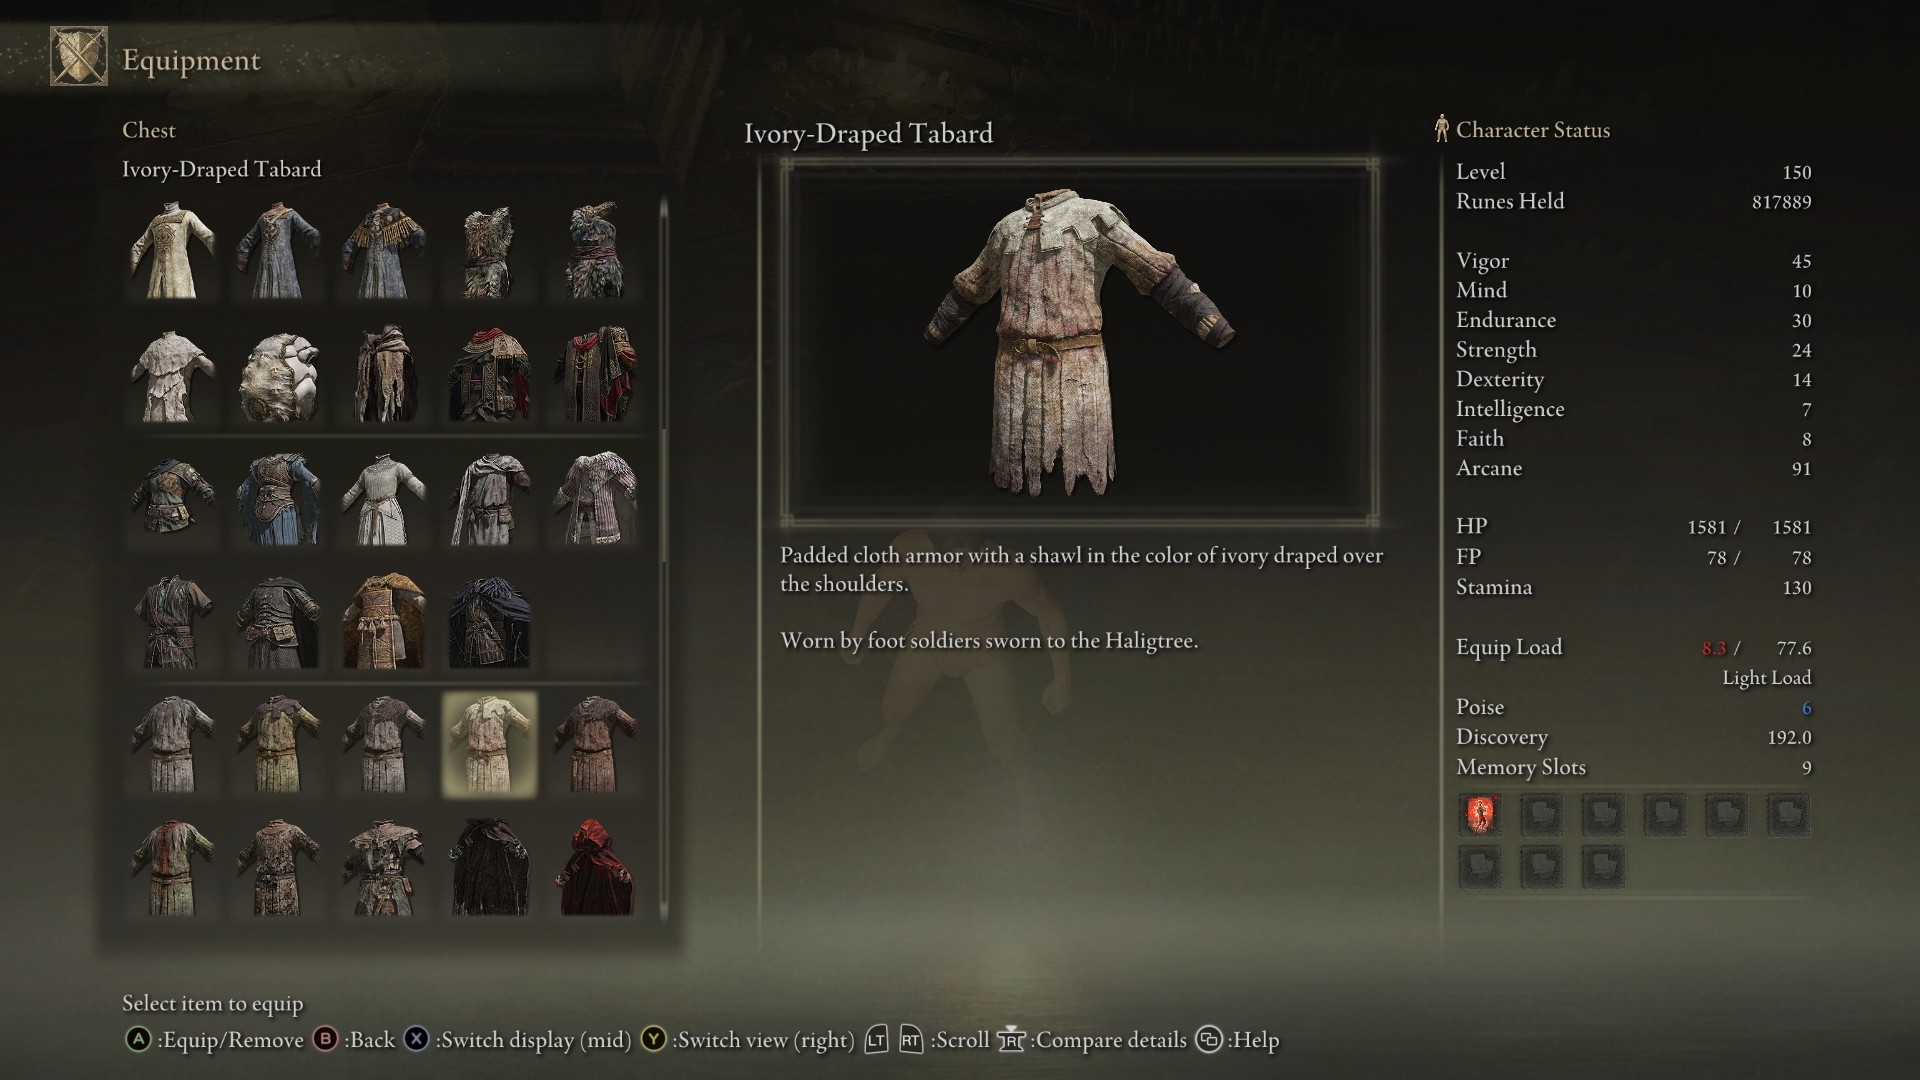 Equipment
Chest
Ivory-Draped Tabard
Ivory-Draped Tabard
Padded cloth armor with a shawl in the color of ivory draped over
the shoulders.
Worn by foot soldiers sworn to the Haligtree.
Character Status
Level 150
Runes Held 817889
Vigor 45
Mind 10
Endurance 30
Strength 24
Dexterity 14
Intelligence 7
Faith 8
Arcane 91
HP 1581 / 1581
FP 78 / 78
Stamina 130
Equip Load 8.3 / 77.6
Light Load
Poise 6
Discovery 192.0
Memory Slots 9
Select item to equip
A :Equip/Remove B :Back X :Switch display (mid) Y :Switch view (right) LT RT :Scroll R :Compare details :Help